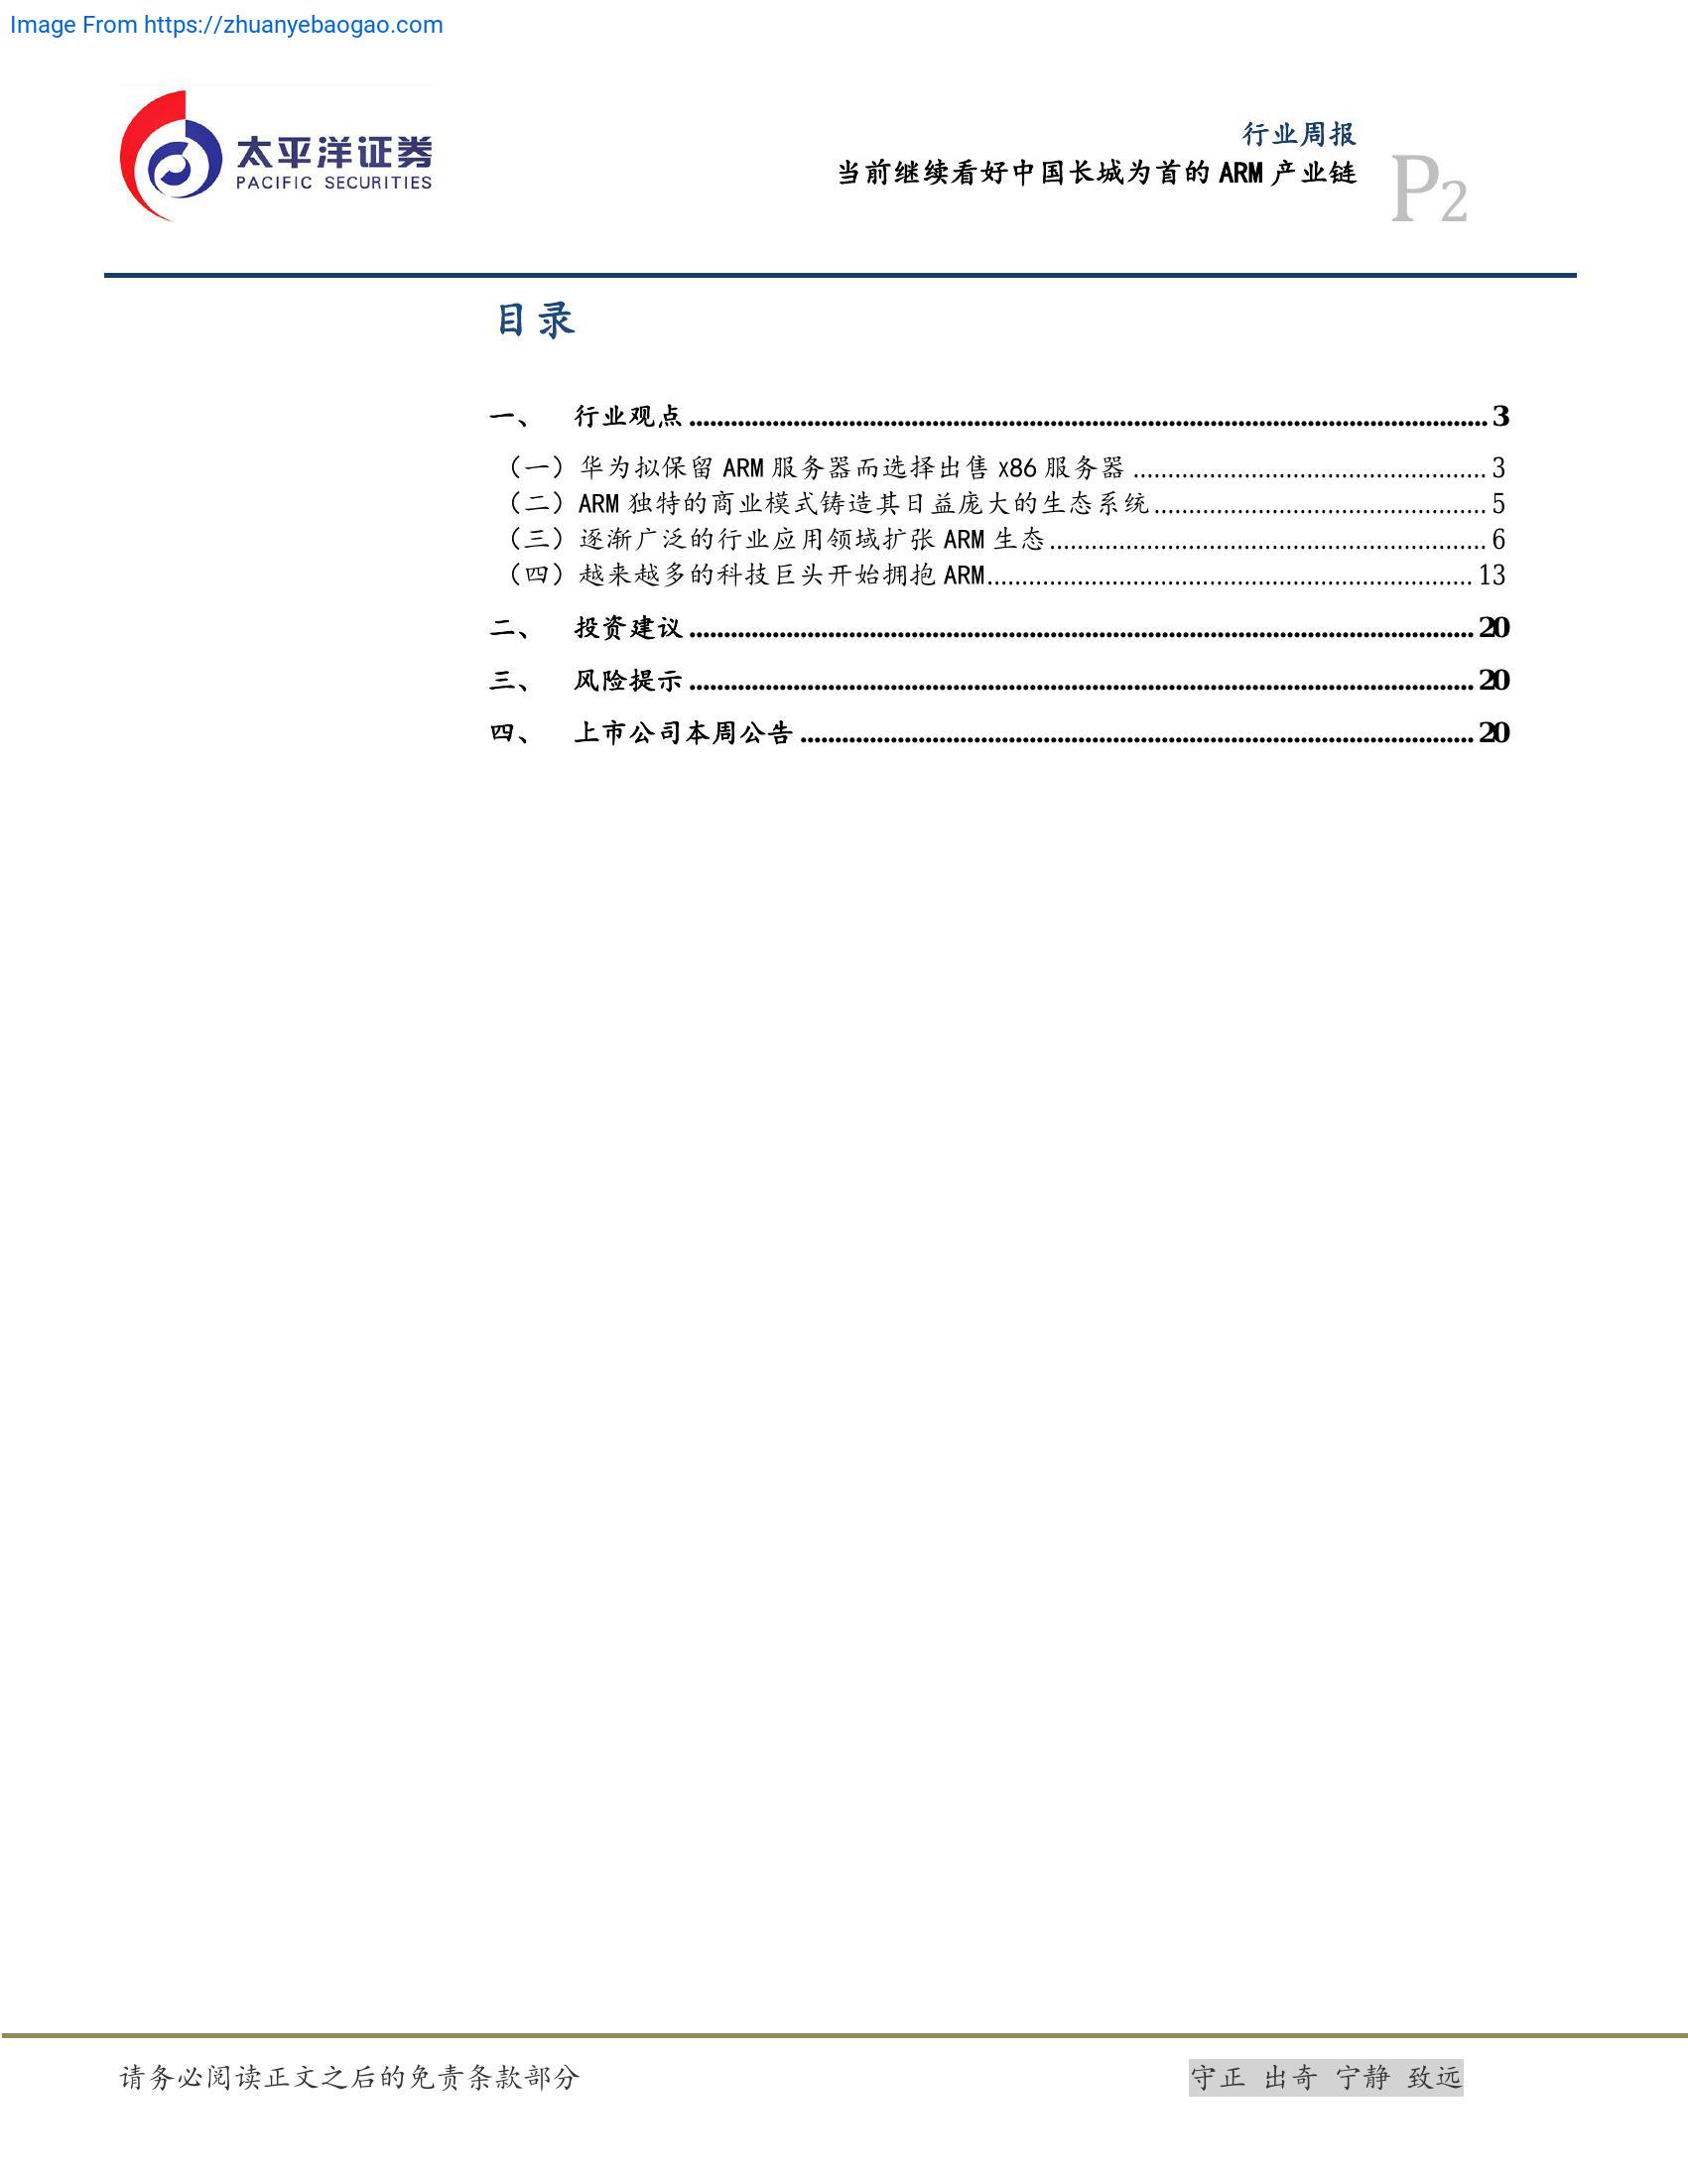 Image From https://zhuanyebaogao.com
太平洋证券
PACIFIC SECURITIES
行业周报
当前继续看好中国长城为首的 ARM 产业链
P2
目录
一、 行业观点 ........................................ 3
（一）华为拟保留 ARM 服务器而选择出售 x86 服务器 ........................................ 3
（二）ARM 独特的商业模式铸造其日益庞大的生态系统 ........................................ 5
（三）逐渐广泛的行业应用领域扩张 ARM 生态 ........................................ 6
（四）越来越多的科技巨头开始拥抱 ARM ........................................ 13
二、 投资建议 ........................................ 20
三、 风险提示 ........................................ 20
四、 上市公司本周公告 ........................................ 20
请务必阅读正文之后的免责条款部分
守正 出奇 宁静 致远